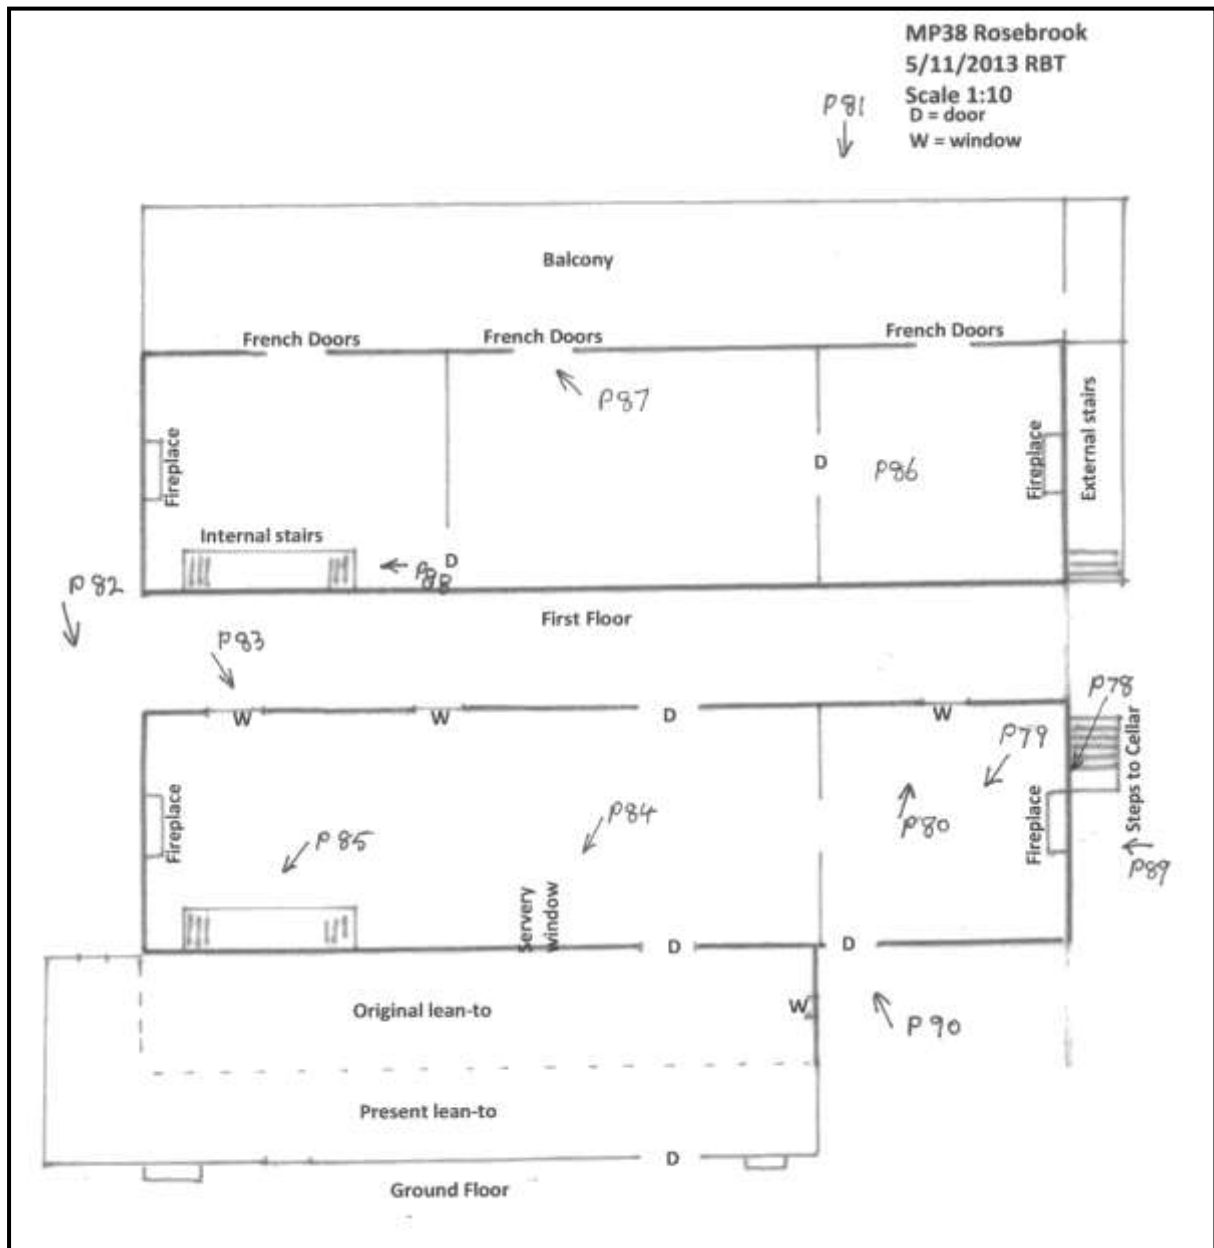 MP38 Rosebrook
5/11/2013 RBT
Scale 1:10
D = door
W = window
P81
Balcony
French Doors
French Doors
French Doors
P87
Fireplace
D
P86
Fireplace
External stairs
Internal stairs
D
P88
P82
First Floor
P83
P78
W
W
D
W
P79
Steps to Cellar
Fireplace
P85
P84
P80
Fireplace
P89
Servery
window
D
D
Original lean-to
W
P90
Present lean-to
D
Ground Floor